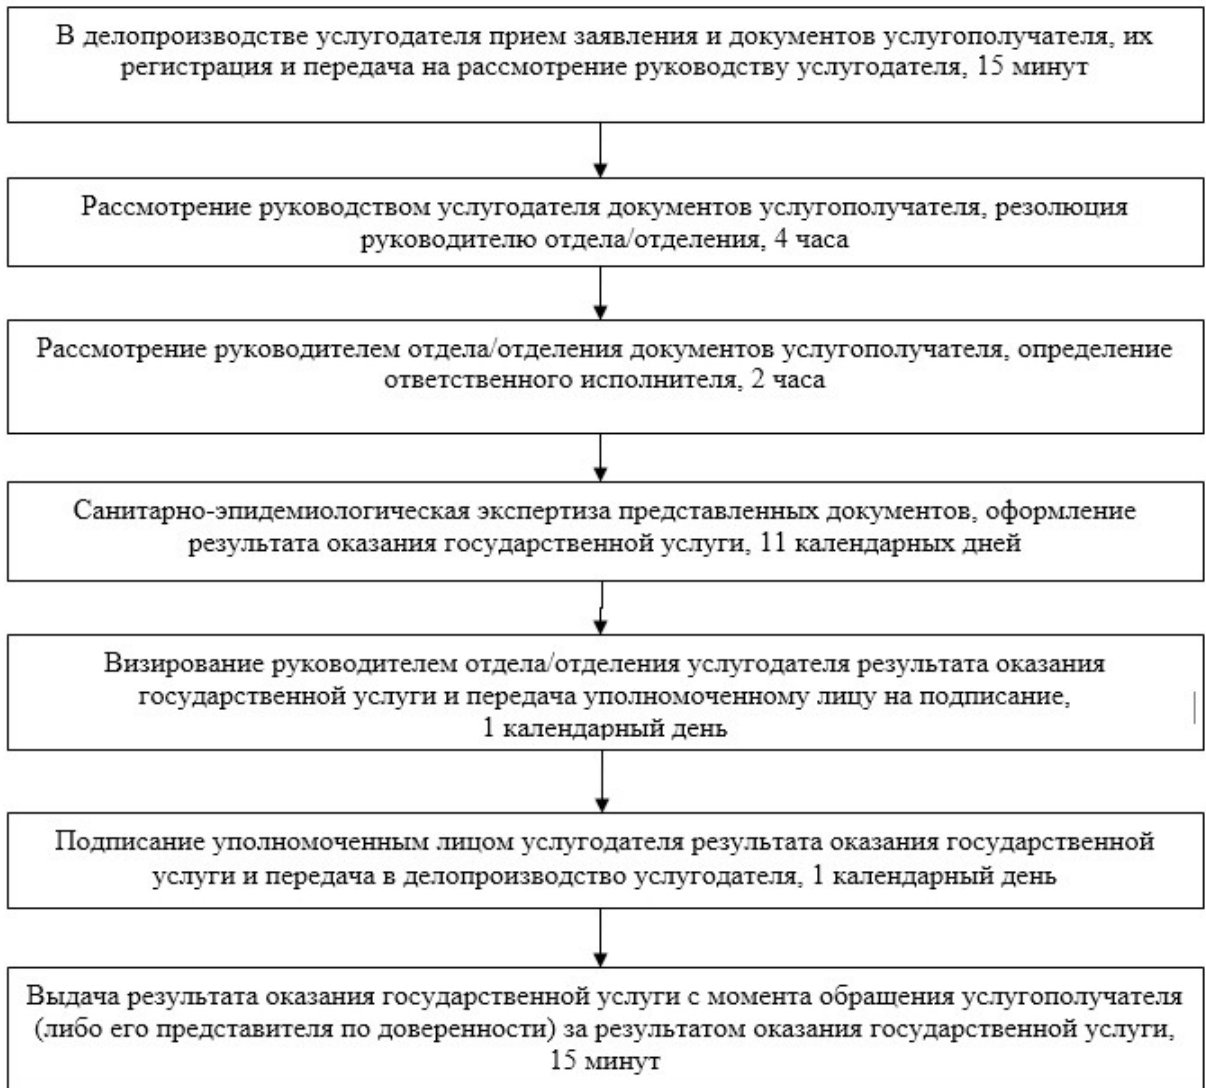 В делопроизводстве услугодателя прием заявления и документов услугополучателя, их
регистрация и передача на рассмотрение руководству услугодателя, 15 минут
Рассмотрение руководством услугодателя документов услугополучателя, резолюция
руководителю отдела/отделения, 4 часа
Рассмотрение руководителем отдела/отделения документов услугополучателя, определение
ответственного исполнителя, 2 часа
Санитарно-эпидемиологическая экспертиза представленных документов, оформление
результата оказания государственной услуги, 11 календарных дней
Визирование руководителем отдела/отделения услугодателя результата оказания
государственной услуги и передача уполномоченному лицу на подписание,
1 календарный день
Подписание уполномоченным лицом услугодателя результата оказания государственной
услуги и передача в делопроизводство услугодателя, 1 календарный день
Выдача результата оказания государственной услуги с момента обращения услугополучателя
(либо его представителя по доверенности) за результатом оказания государственной услуги,
15 минут